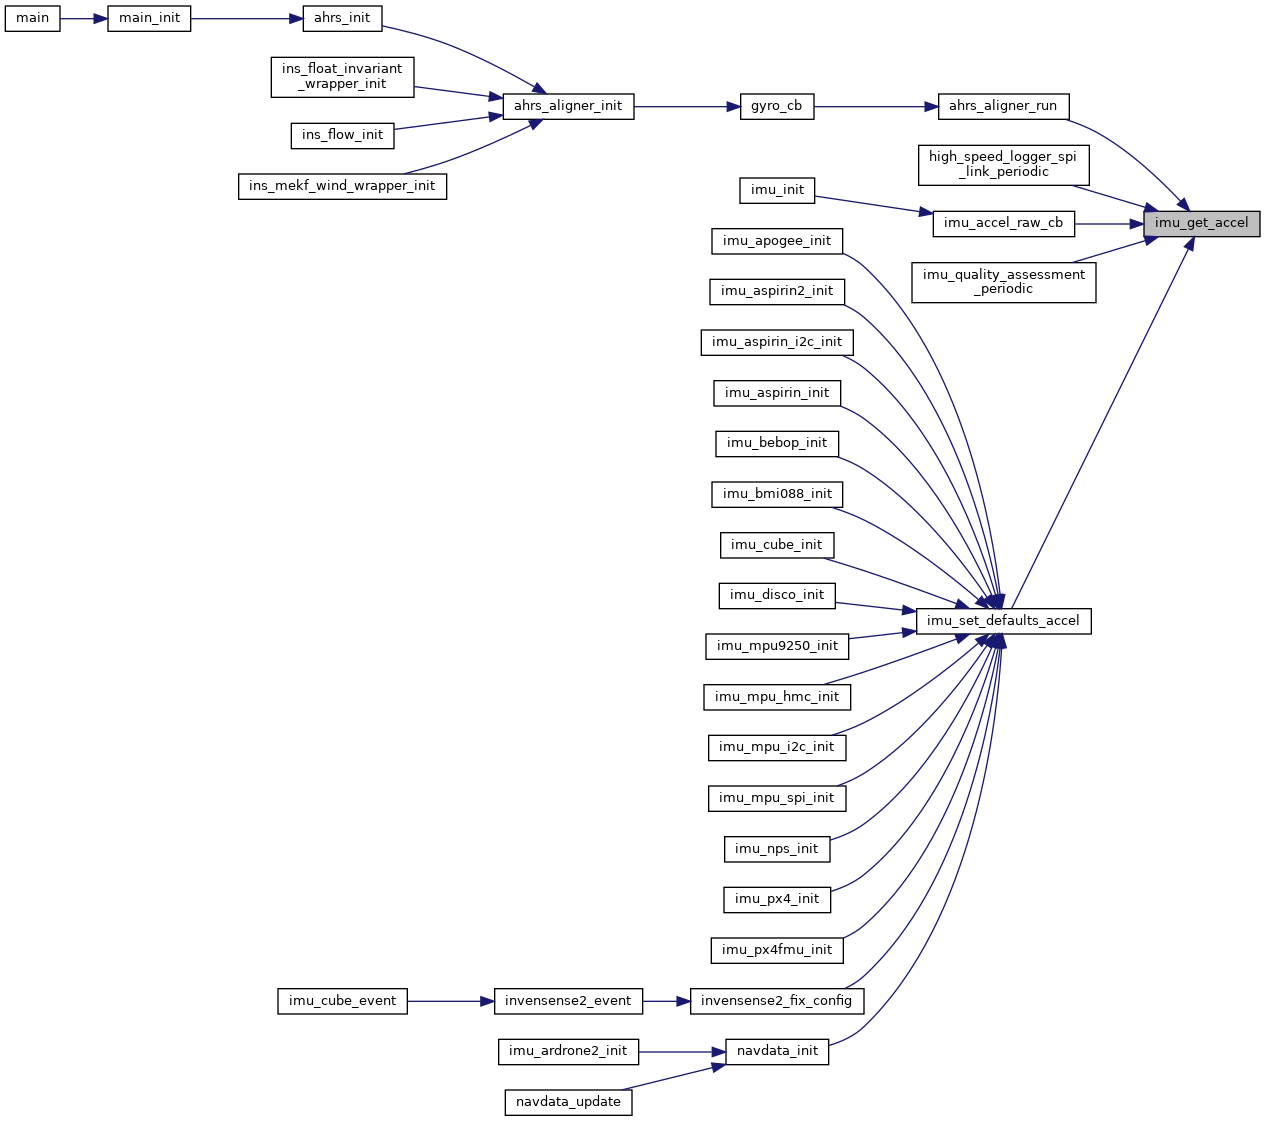 main
main_init
ahrs_init
ins_float_invariant
_wrapper_init
ahrs_aligner_init
gyro_cb
ahrs_aligner_run
ins_flow_init
high_speed_logger_spi
_link_periodic
ins_mekf_wind_wrapper_init
imu_init
imu_accel_raw_cb
imu_get_accel
imu_apogee_init
imu_quality_assessment
_periodic
imu_aspirin2_init
imu_aspirin_i2c_init
imu_aspirin_init
imu_bebop_init
imu_bmi088_init
imu_cube_init
imu_disco_init
imu_set_defaults_accel
imu_mpu9250_init
imu_mpu_hmc_init
imu_mpu_i2c_init
imu_mpu_spi_init
imu_nps_init
imu_px4_init
imu_px4fmu_init
imu_cube_event
invensense2_event
invensense2_fix_config
imu_ardrone2_init
navdata_init
navdata_update